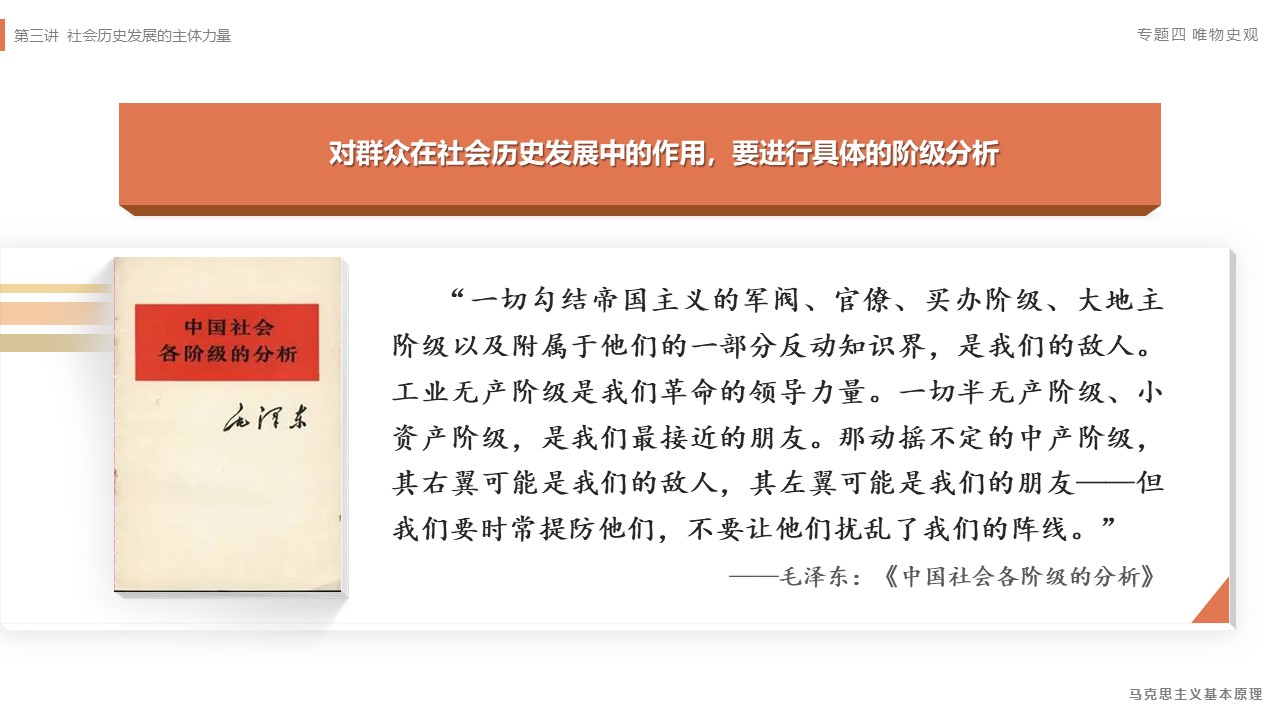 第三讲 社会历史发展的主体力量
专题四 唯物史观
对群众在社会历史发展中的作用，要进行具体的阶级分析
中国社会
各阶级的分析
毛泽东
“一切勾结帝国主义的军阀、官僚、买办阶级、大地主
阶级以及附属于他们的一部分反动知识界，是我们的敌人。
工业无产阶级是我们革命的领导力量。一切半无产阶级、小
资产阶级，是我们最接近的朋友。那动摇不定的中产阶级，
其右翼可能是我们的敌人，其左翼可能是我们的朋友——但
我们要时常提防他们，不要让他们扰乱了我们的阵线。”
——毛泽东：《中国社会各阶级的分析》
马克思主义基本原理